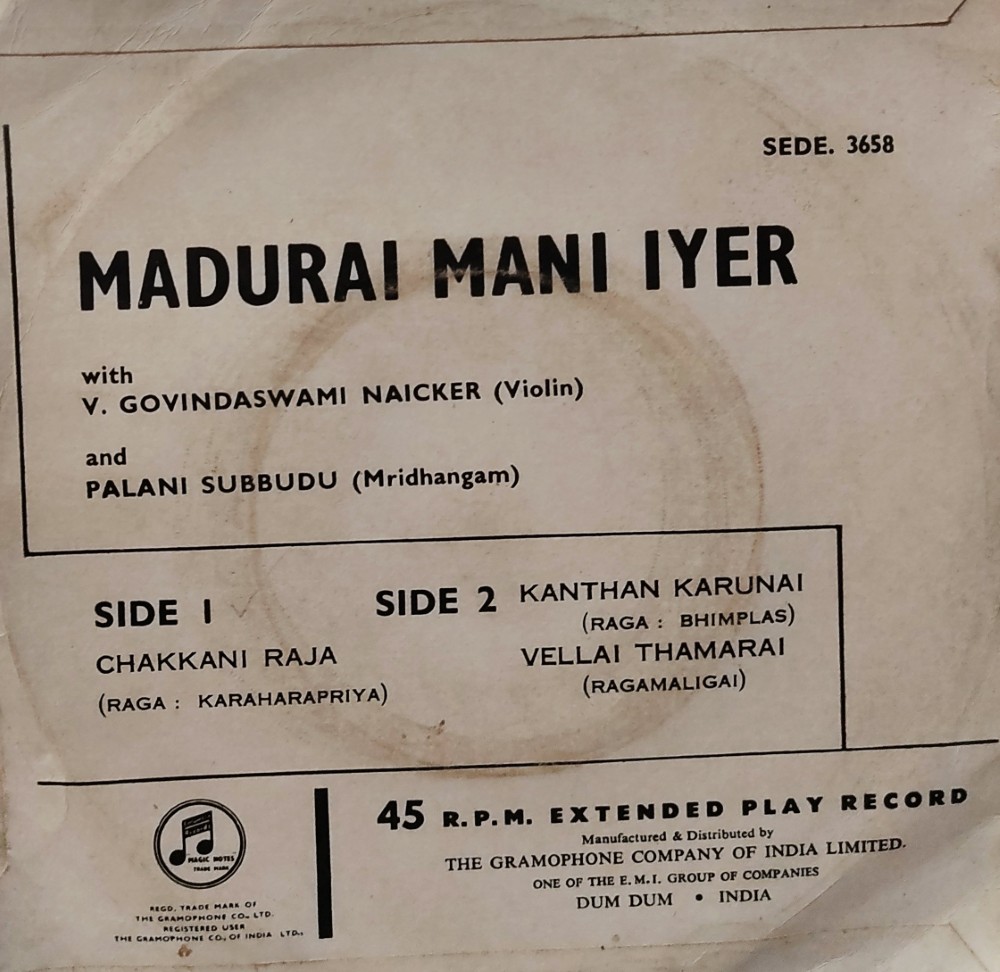 SEDE. 3658
MADURAI MANI IYER
with
V. GOVINDASWAMI NAICKER (Violin)
and
PALANI SUBBUDU (Mridhangam)
SIDE 1
CHAKKANI RAJA
(RAGA : KARAHARAPRIYA)
SIDE 2 KANTHAN KARUNAI
(RAGA : BHIMPLAS)
VELLAI THAMARAI
(RAGAMALIGAI)
MAGIC NOTES
TRADE MARK
REGD. TRADE MARK OF
THE GRAMOPHONE CO., LTD.
REGISTERED USER
THE GRAMOPHONE CO., OF INDIA LTD.,
45 R.P.M. EXTENDED PLAY RECORD
Manufactured & Distributed by
THE GRAMOPHONE COMPANY OF INDIA LIMITED.
ONE OF THE E.M.I. GROUP OF COMPANIES
DUM DUM • INDIA